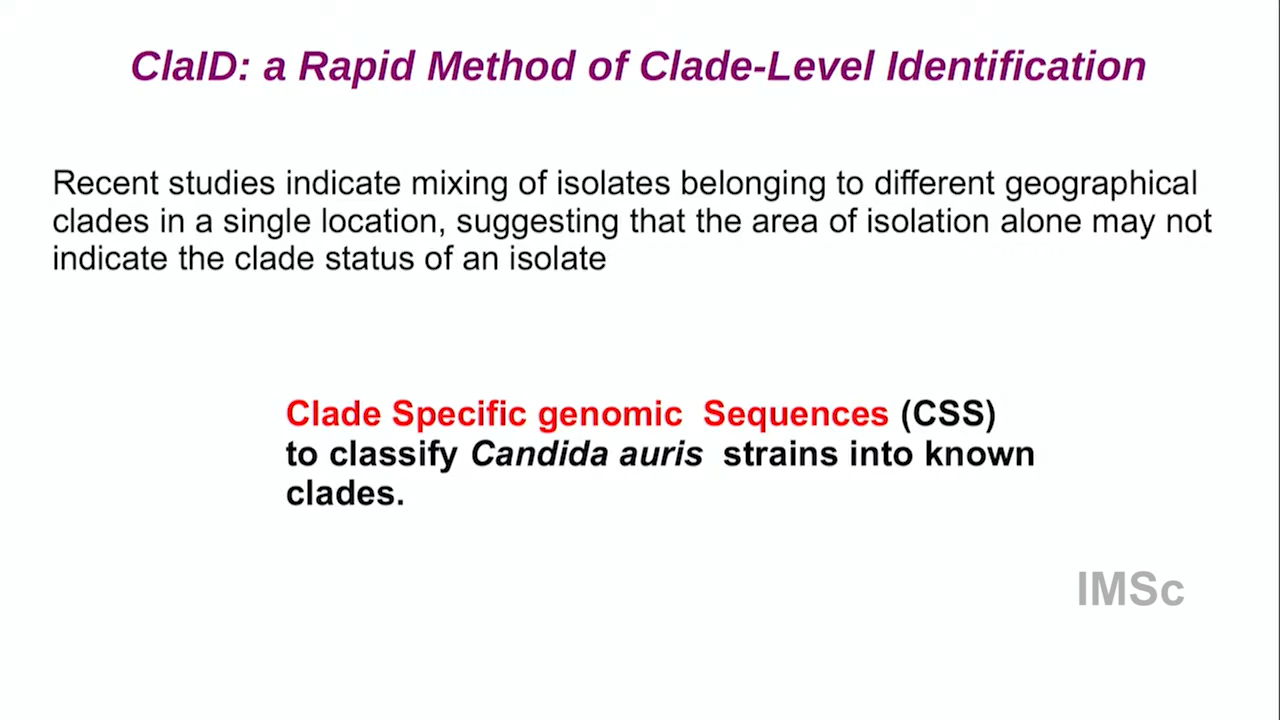 ClaID: a Rapid Method of Clade-Level Identification
Recent studies indicate mixing of isolates belonging to different geographical
clades in a single location, suggesting that the area of isolation alone may not
indicate the clade status of an isolate
Clade Specific genomic Sequences (CSS)
to classify Candida auris strains into known
clades.
IMSc